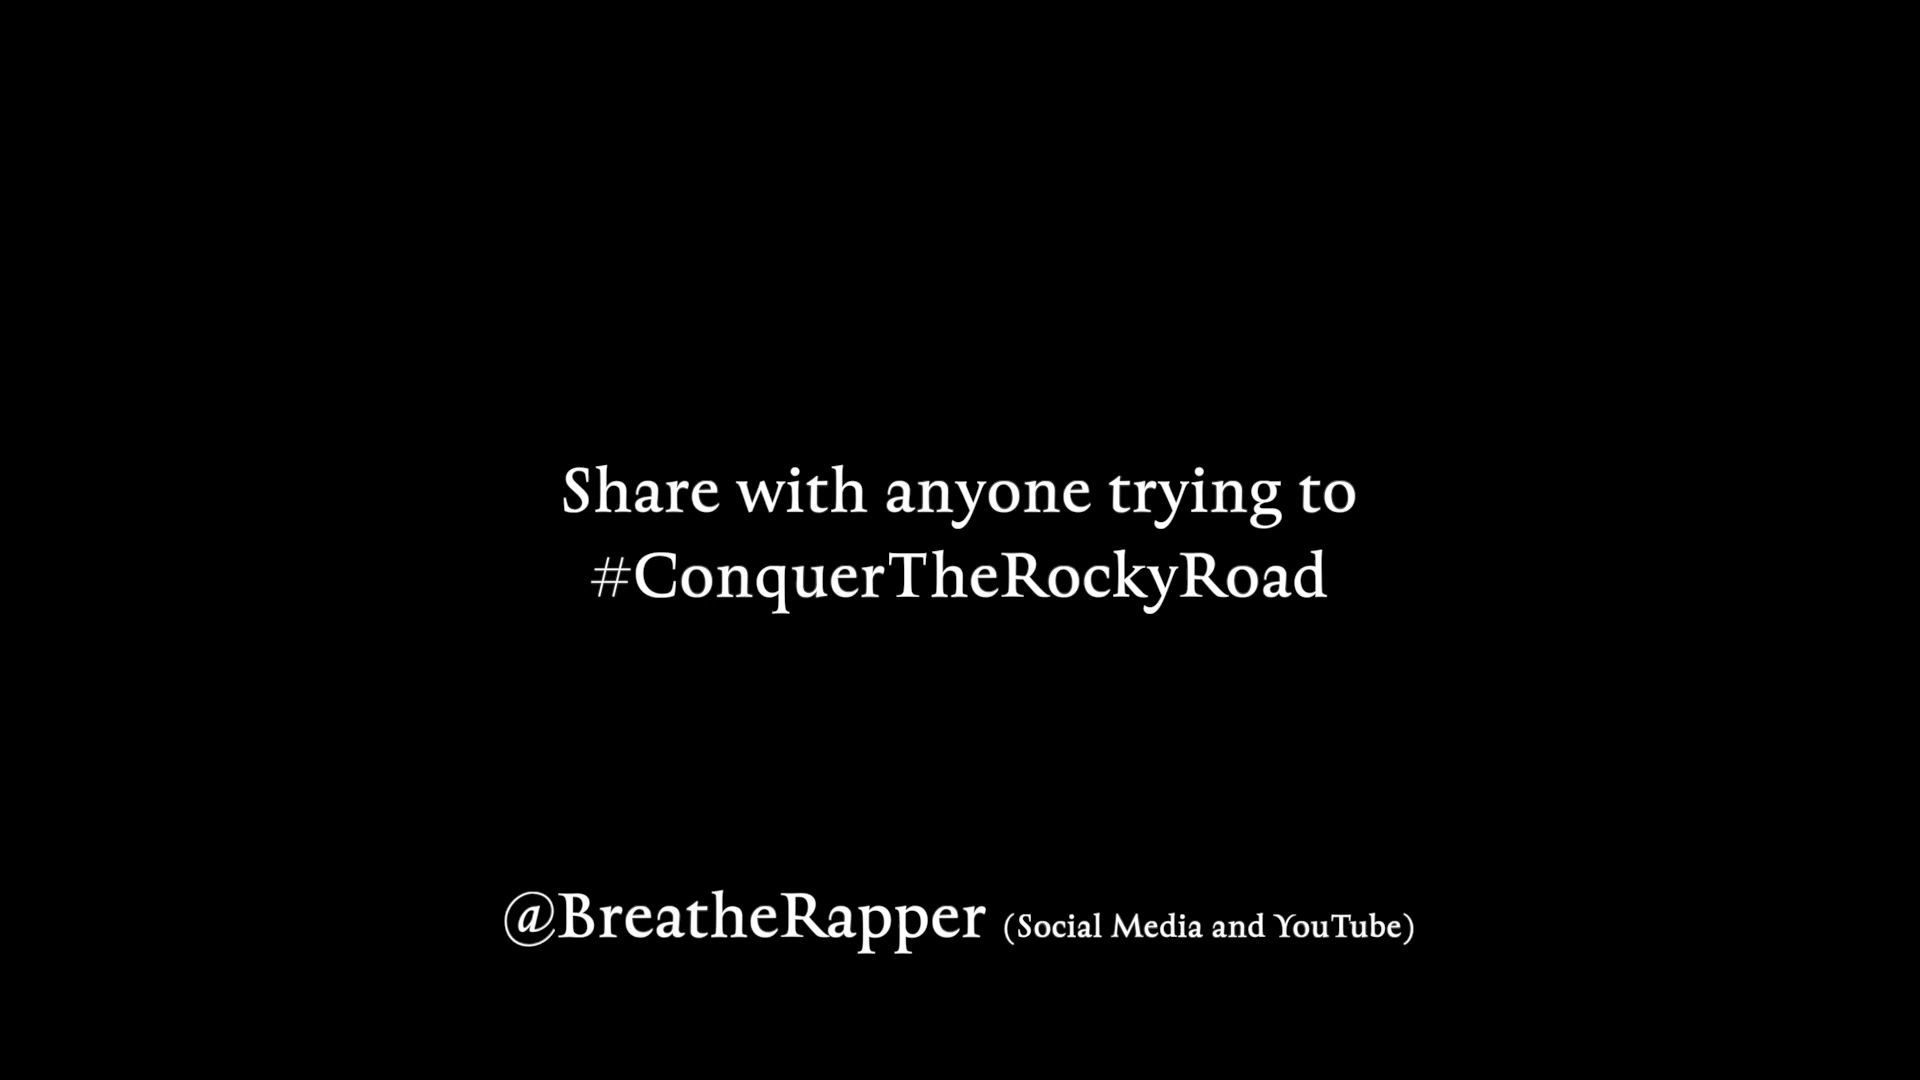 Share with anyone trying to
#ConquerTheRockyRoad
@BreatheRapper (Social Media and YouTube)